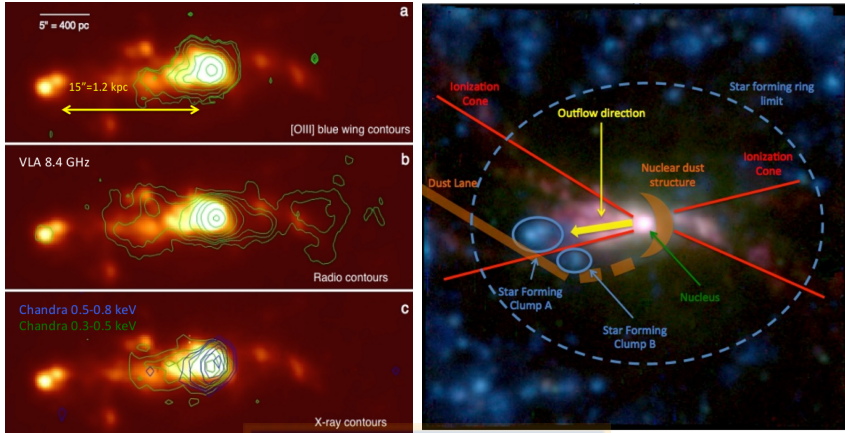 a
5" = 400 pc
15"=1.2 kpc
[OIII] blue wing contours
b
VLA 8.4 GHz
Radio contours
c
Chandra 0.5-0.8 keV
Chandra 0.3-0.5 keV
X-ray contours
Ionization
Cone
Star forming ring
limit
Outflow direction
Ionization
Cone
Nuclear dust
structure
Dust Lane
Star Forming
Clump A
Nucleus
Star Forming
Clump B